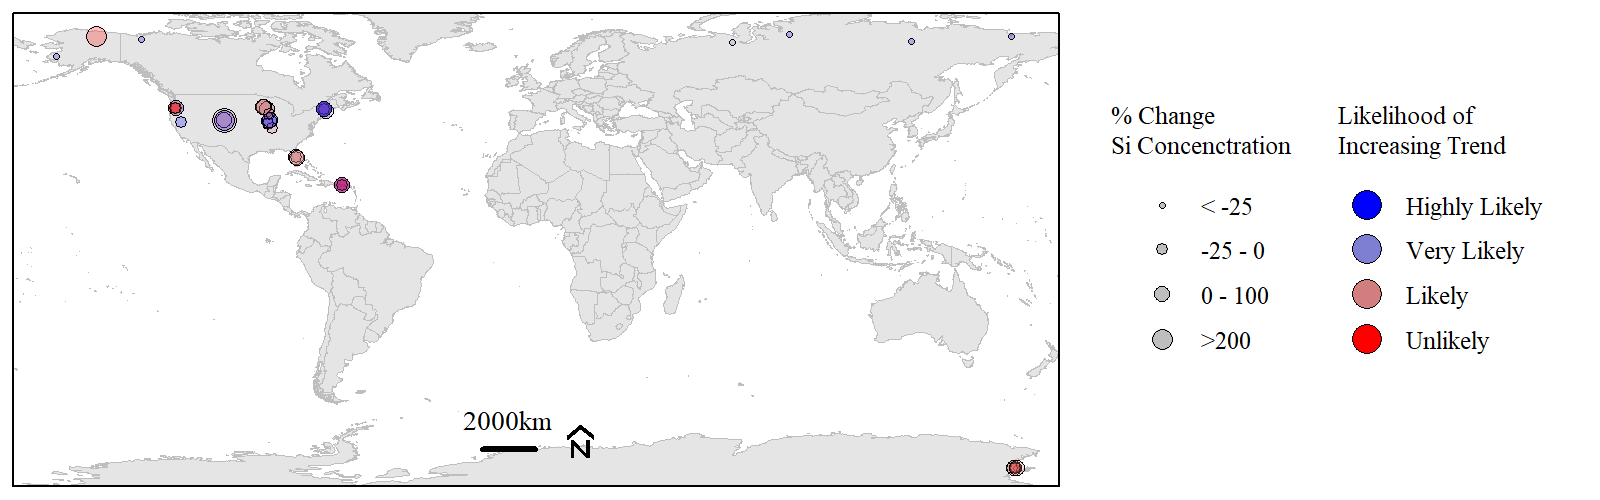 % Change
Si Concenctration
< -25
-25 - 0
0 - 100
>200
Likelihood of
Increasing Trend
Highly Likely
Very Likely
Likely
Unlikely
2000km
N